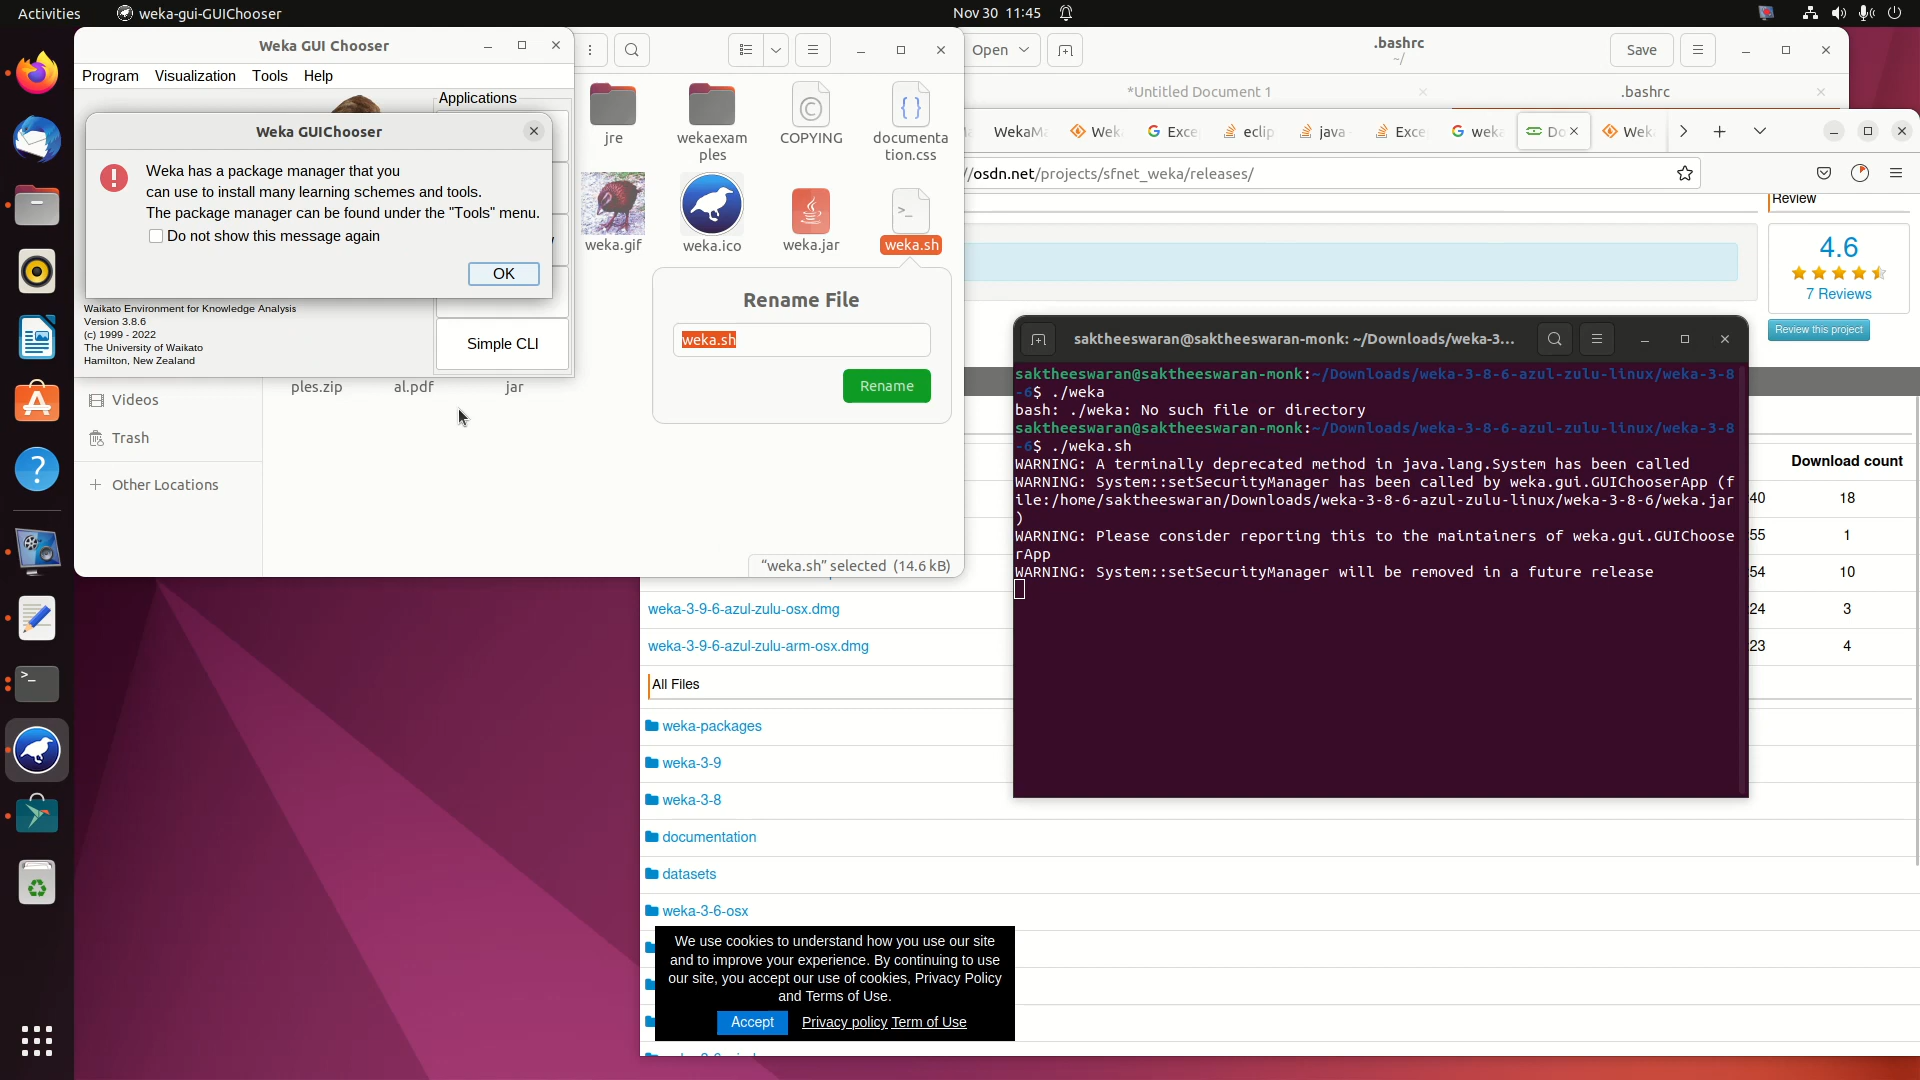 Activities
weka-gui-GUIChooser
Nov 30 11:45
Weka GUI Chooser
Program Visualization Tools Help
Applications
Weka GUIChooser
Weka has a package manager that you
can use to install many learning schemes and tools.
The package manager can be found under the "Tools" menu.
Do not show this message again
OK
Waikato Environment for Knowledge Analysis
Version 3.8.6
(c) 1999 - 2022
The University of Waikato
Hamilton, New Zealand
Simple CLI
ples.zip
al.pdf
jar
Videos
Trash
Other Locations
jre
wekaexam
ples
COPYING
documenta
tion.css
weka.gif
weka.ico
weka.jar
weka.sh
Rename File
weka.sh
Rename
"weka.sh" selected (14.6 kB)
Open
.bashrc
~/
Save
*Untitled Document 1
.bashrc
WekaMa
Wek
Exce
eclip
java
Exce
weka
Do
Wek
//osdn.net/projects/sfnet_weka/releases/
Review
4.6
7 Reviews
Review this project
saktheeswaran@saktheeswaran-monk: ~/Downloads/weka-3...
saktheeswaran@saktheeswaran-monk:~/Downloads/weka-3-8-6-azul-zulu-linux/weka-3-8
-6$ ./weka
bash: ./weka: No such file or directory
saktheeswaran@saktheeswaran-monk:~/Downloads/weka-3-8-6-azul-zulu-linux/weka-3-8
-6$ ./weka.sh
WARNING: A terminally deprecated method in java.lang.System has been called
WARNING: System::setSecurityManager has been called by weka.gui.GUIChooserApp (f
ile:/home/saktheeswaran/Downloads/weka-3-8-6-azul-zulu-linux/weka-3-8-6/weka.jar
)
WARNING: Please consider reporting this to the maintainers of weka.gui.GUIChoose
rApp
WARNING: System::setSecurityManager will be removed in a future release
Download count
40 18
55 1
54 10
24 3
23 4
weka-3-9-6-azul-zulu-osx.dmg
weka-3-9-6-azul-zulu-arm-osx.dmg
All Files
weka-packages
weka-3-9
weka-3-8
documentation
datasets
weka-3-6-osx
We use cookies to understand how you use our site
and to improve your experience. By continuing to use
our site, you accept our use of cookies, Privacy Policy
and Terms of Use.
Accept
Privacy policy Term of Use